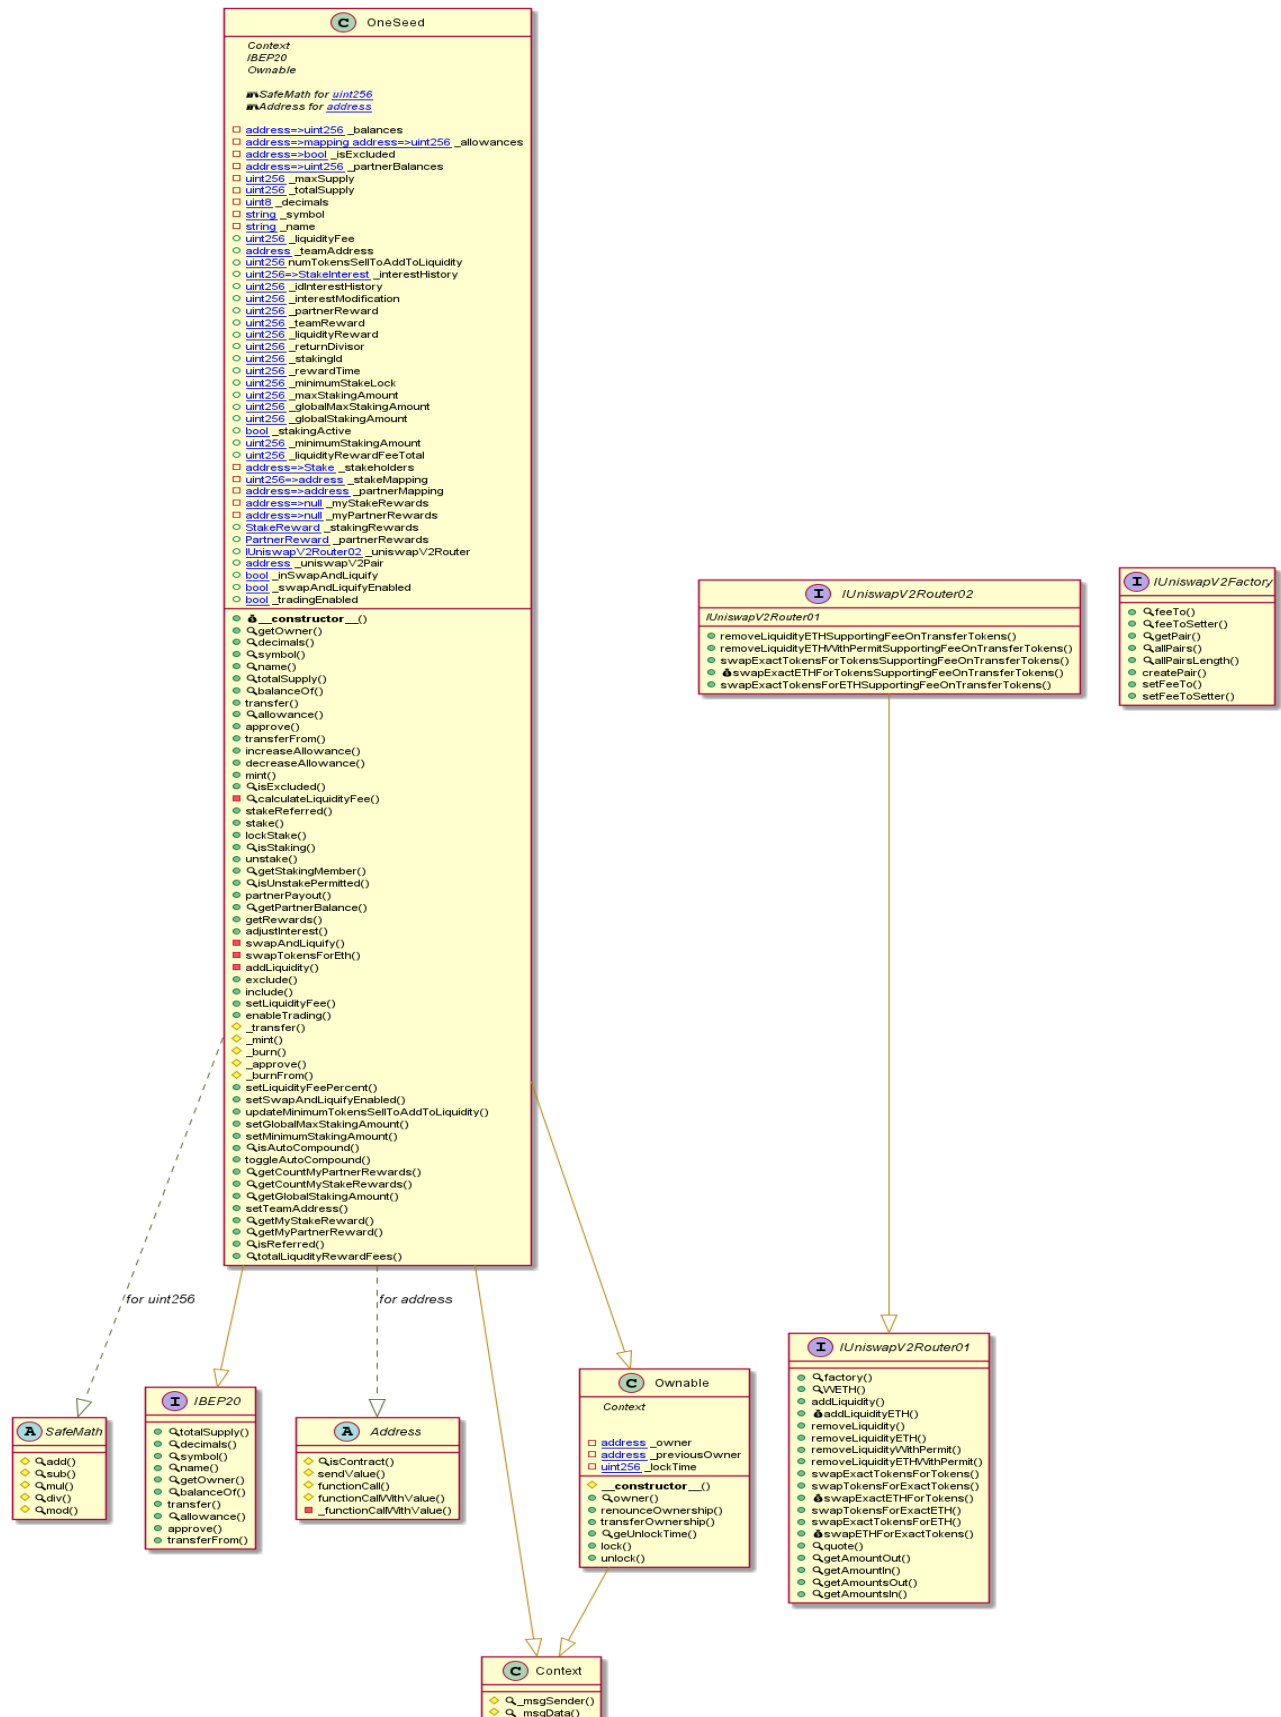 C OneSeed
Context
IBEP20
Ownable
SafeMath for uint256
Address for address
address=>uint256 _balances
address=>mapping address=>uint256 _allowances
address=>bool _isExcluded
address=>uint256 _partnerBalances
uint256 _maxSupply
uint256 _totalSupply
uint8 _decimals
string _symbol
string _name
uint256 _liquidityFee
address _teamAddress
uint256 numTokensSellToAddToLiquidity
uint256=>StakeInterest _interestHistory
uint256 _idInterestHistory
uint256 _interestModification
uint256 _partnerReward
uint256 _teamReward
uint256 _liquidityReward
uint256 _returnDivisor
uint256 _stakingId
uint256 _rewardTime
uint256 _minimumStakeLock
uint256 _maxStakingAmount
uint256 _globalMaxStakingAmount
uint256 _globalStakingAmount
bool _stakingActive
uint256 _minimumStakingAmount
uint256 _liquidityRewardFeeTotal
address=>Stake _stakeholders
uint256=>address _stakeMapping
address=>address _partnerMapping
address=>null _myStakeRewards
address=>null _myPartnerRewards
StakeReward _stakingRewards
PartnerReward _partnerRewards
IUniswapV2Router02 _uniswapV2Router
address _uniswapV2Pair
bool _inSwapAndLiquify
bool _swapAndLiquifyEnabled
bool _tradingEnabled
__constructor__()
getOwner()
decimals()
symbol()
name()
totalSupply()
balanceOf()
transfer()
allowance()
approve()
transferFrom()
increaseAllowance()
decreaseAllowance()
mint()
isExcluded()
calculateLiquidityFee()
stakeReferred()
stake()
lockStake()
isStaking()
unstake()
getStakingMember()
isUnstakePermitted()
partnerPayout()
getPartnerBalance()
getRewards()
adjustInterest()
swapAndLiquify()
swapTokensForEth()
addLiquidity()
exclude()
include()
setLiquidityFee()
enableTrading()
_transfer()
_mint()
_burn()
_approve()
_burnFrom()
setLiquidityFeePercent()
setSwapAndLiquifyEnabled()
updateMinimumTokensSellToAddToLiquidity()
setGlobalMaxStakingAmount()
setMinimumStakingAmount()
isAutoCompound()
toggleAutoCompound()
getCountMyPartnerRewards()
getCountMyStakeRewards()
getGlobalStakingAmount()
setTeamAddress()
getMyStakeReward()
getMyPartnerReward()
isReferred()
totalLiqudityRewardFees()
I IUniswapV2Router02
IUniswapV2Router01
removeLiquidityETHSupportingFeeOnTransferTokens()
removeLiquidityETHWithPermitSupportingFeeOnTransferTokens()
swapExactTokensForTokensSupportingFeeOnTransferTokens()
swapExactETHForTokensSupportingFeeOnTransferTokens()
swapExactTokensForETHSupportingFeeOnTransferTokens()
I IUniswapV2Factory
feeTo()
feeToSetter()
getPair()
allPairs()
allPairsLength()
createPair()
setFeeTo()
setFeeToSetter()
for uint256
for address
A SafeMath
add()
sub()
mul()
div()
mod()
I IBEP20
totalSupply()
decimals()
symbol()
name()
getOwner()
balanceOf()
transfer()
allowance()
approve()
transferFrom()
A Address
isContract()
sendValue()
functionCall()
functionCallWithValue()
_functionCallWithValue()
C Ownable
Context
address _owner
address _previousOwner
uint256 _lockTime
__constructor__()
owner()
renounceOwnership()
transferOwnership()
geUnlockTime()
lock()
unlock()
I IUniswapV2Router01
factory()
WETH()
addLiquidity()
addLiquidityETH()
removeLiquidity()
removeLiquidityETH()
removeLiquidityWithPermit()
removeLiquidityETHWithPermit()
swapExactTokensForTokens()
swapTokensForExactTokens()
swapExactETHForTokens()
swapTokensForExactETH()
swapExactTokensForETH()
swapETHForExactTokens()
quote()
getAmountOut()
getAmountIn()
getAmountsOut()
getAmountsIn()
C Context
_msgSender()
_msgData()